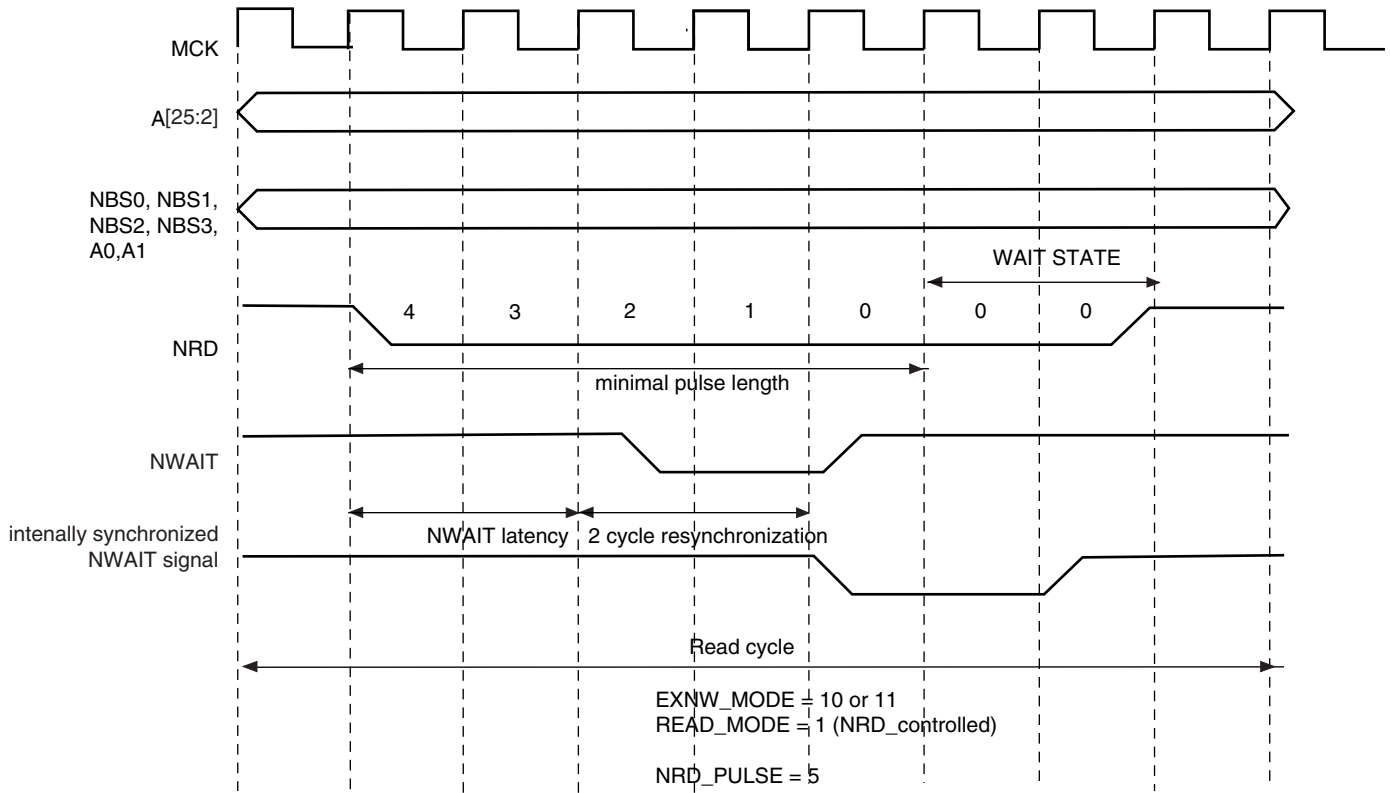 MCK
A[25:2]
NBS0, NBS1,
NBS2, NBS3,
A0,A1
WAIT STATE
4 3 2 1 0 0 0
NRD
minimal pulse length
NWAIT
intenally synchronized
NWAIT signal
NWAIT latency 2 cycle resynchronization
Read cycle
EXNW_MODE = 10 or 11
READ_MODE = 1 (NRD_controlled)
NRD_PULSE = 5